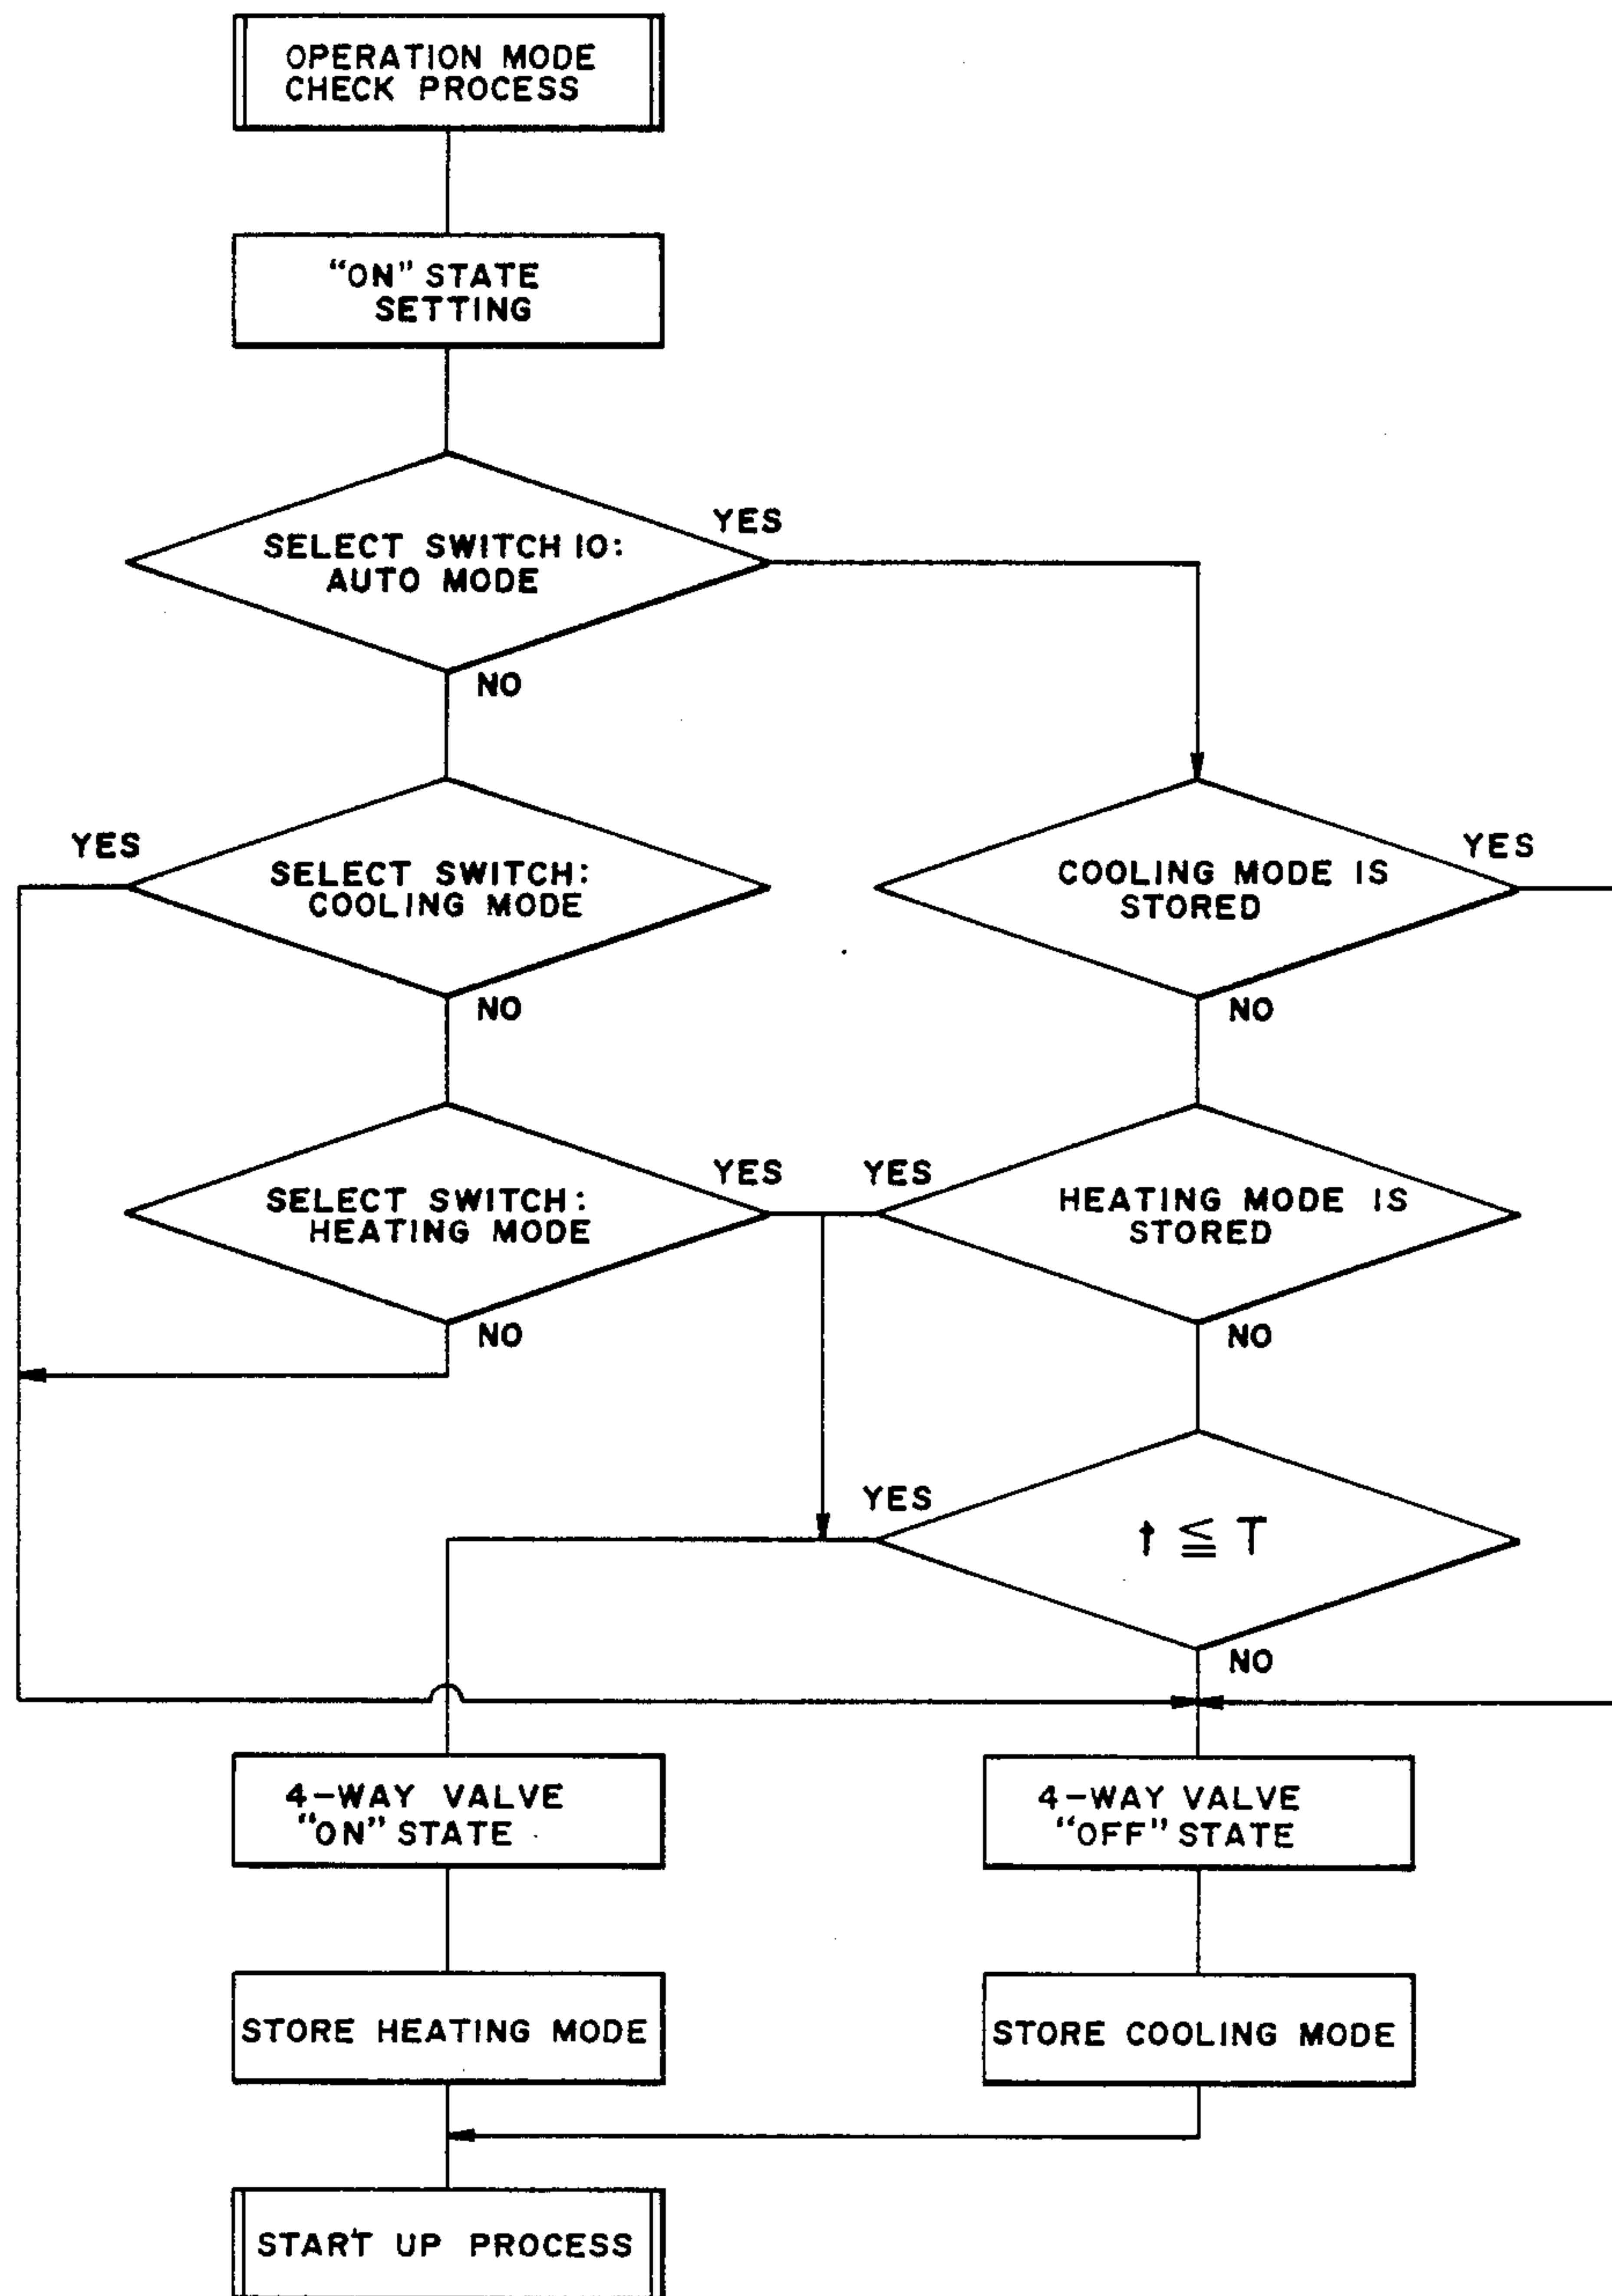 OPERATION MODE
CHECK PROCESS
"ON" STATE
SETTING
YES
SELECT SWITCH 10:
AUTO MODE
NO
YES
SELECT SWITCH:
COOLING MODE
NO
YES
COOLING MODE IS
STORED
NO
YES
SELECT SWITCH:
HEATING MODE
NO
YES
HEATING MODE IS
STORED
NO
YES
t ≦ T
NO
4-WAY VALVE
"ON" STATE
4-WAY VALVE
"OFF" STATE
STORE HEATING MODE
STORE COOLING MODE
START UP PROCESS